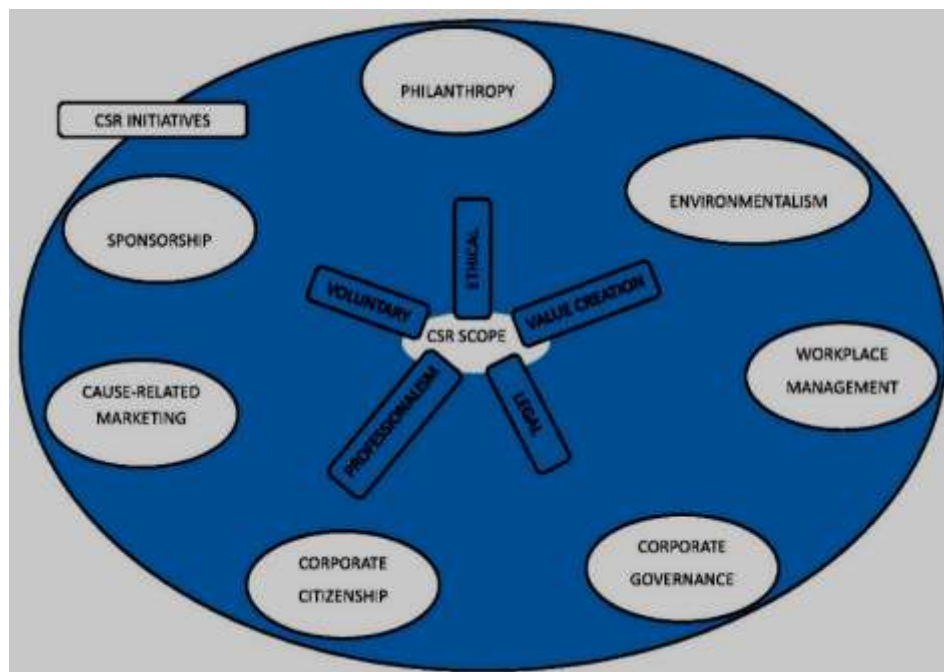 PHILANTHROPY
CSR INITIATIVES
ENVIRONMENTALISM
SPONSORSHIP
ETHICAL
VOLUNTARY
VALUE CREATION
CSR SCOPE
WORKPLACE
MANAGEMENT
CAUSE-RELATED
MARKETING
PROFESSIONALISM
LEGAL
CORPORATE
CITIZENSHIP
CORPORATE
GOVERNANCE